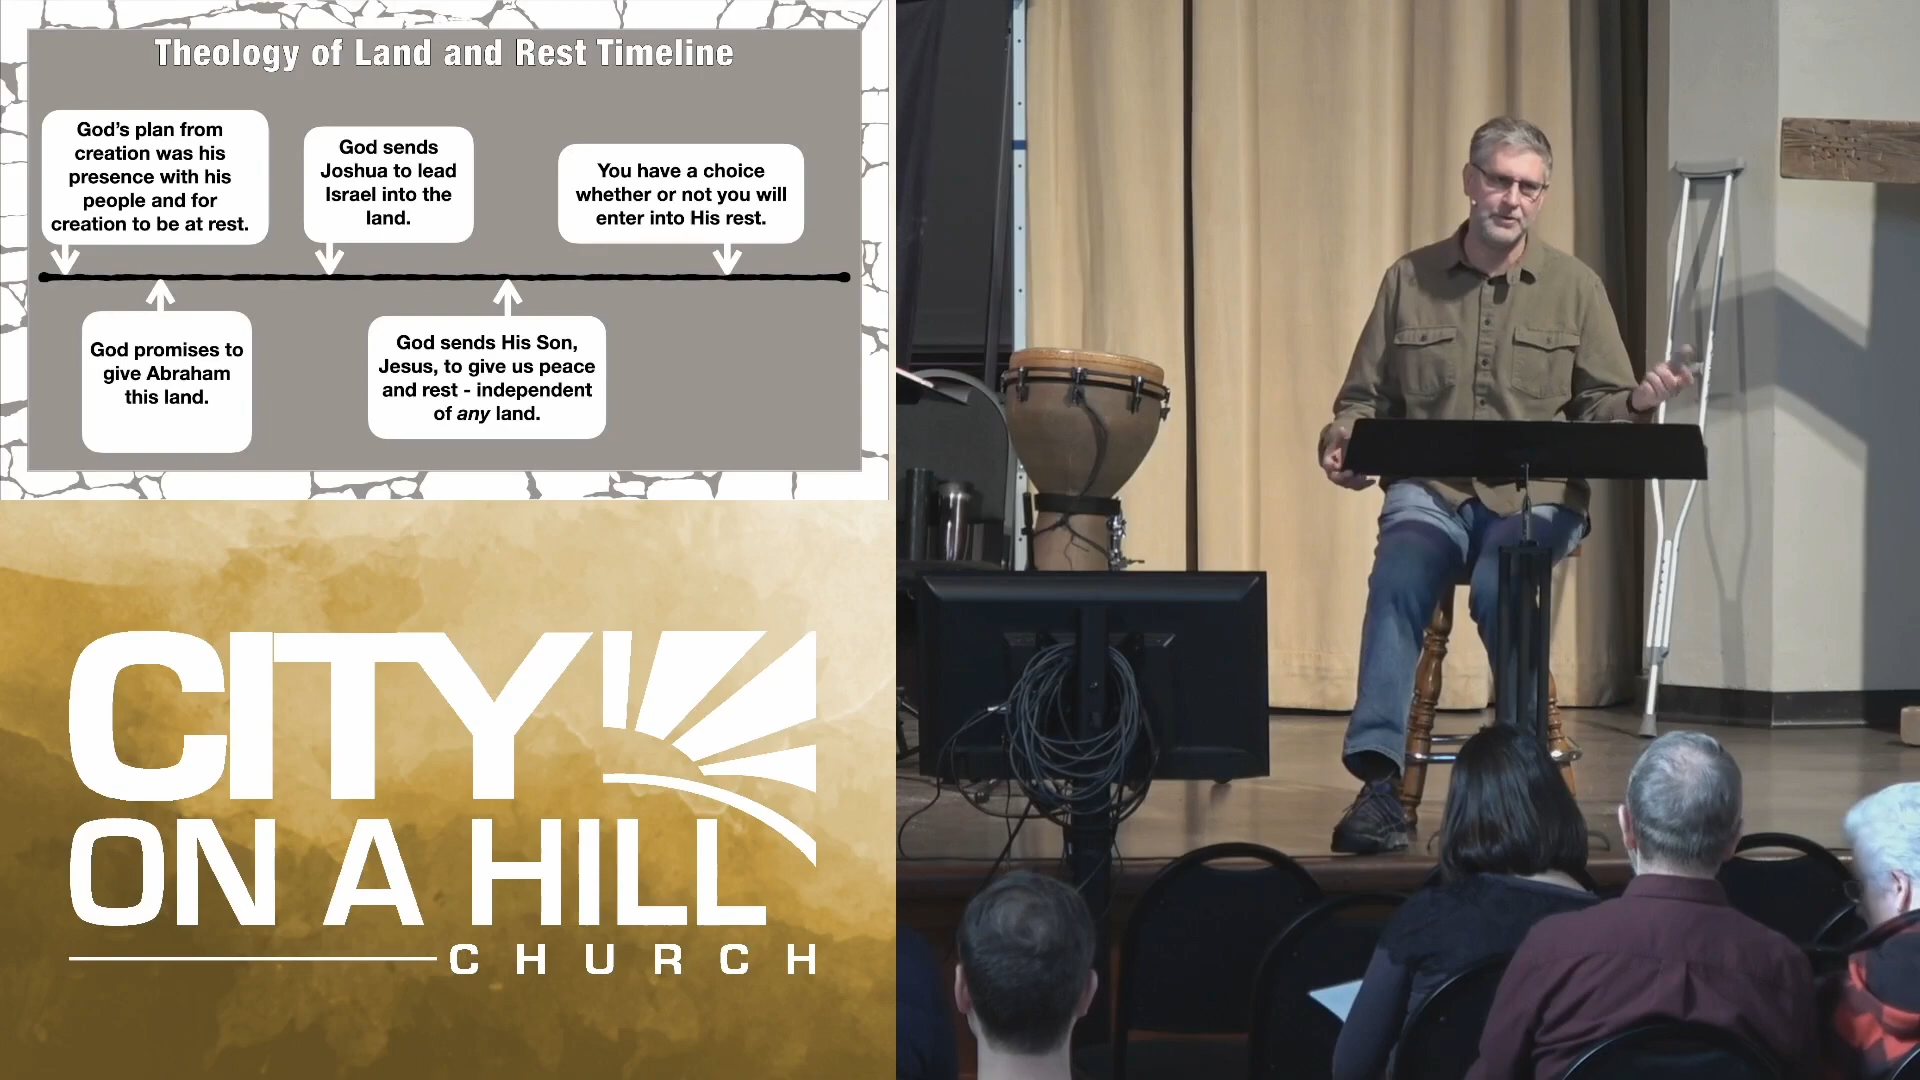 Theology of Land and Rest Timeline
God's plan from
creation was his
presence with his
people and for
creation to be at rest.
God sends
Joshua to lead
Israel into the
land.
You have a choice
whether or not you will
enter into His rest.
God promises to
give Abraham
this land.
God sends His Son,
Jesus, to give us peace
and rest - independent
of any land.
CITY
ON A HILL
CHURCH